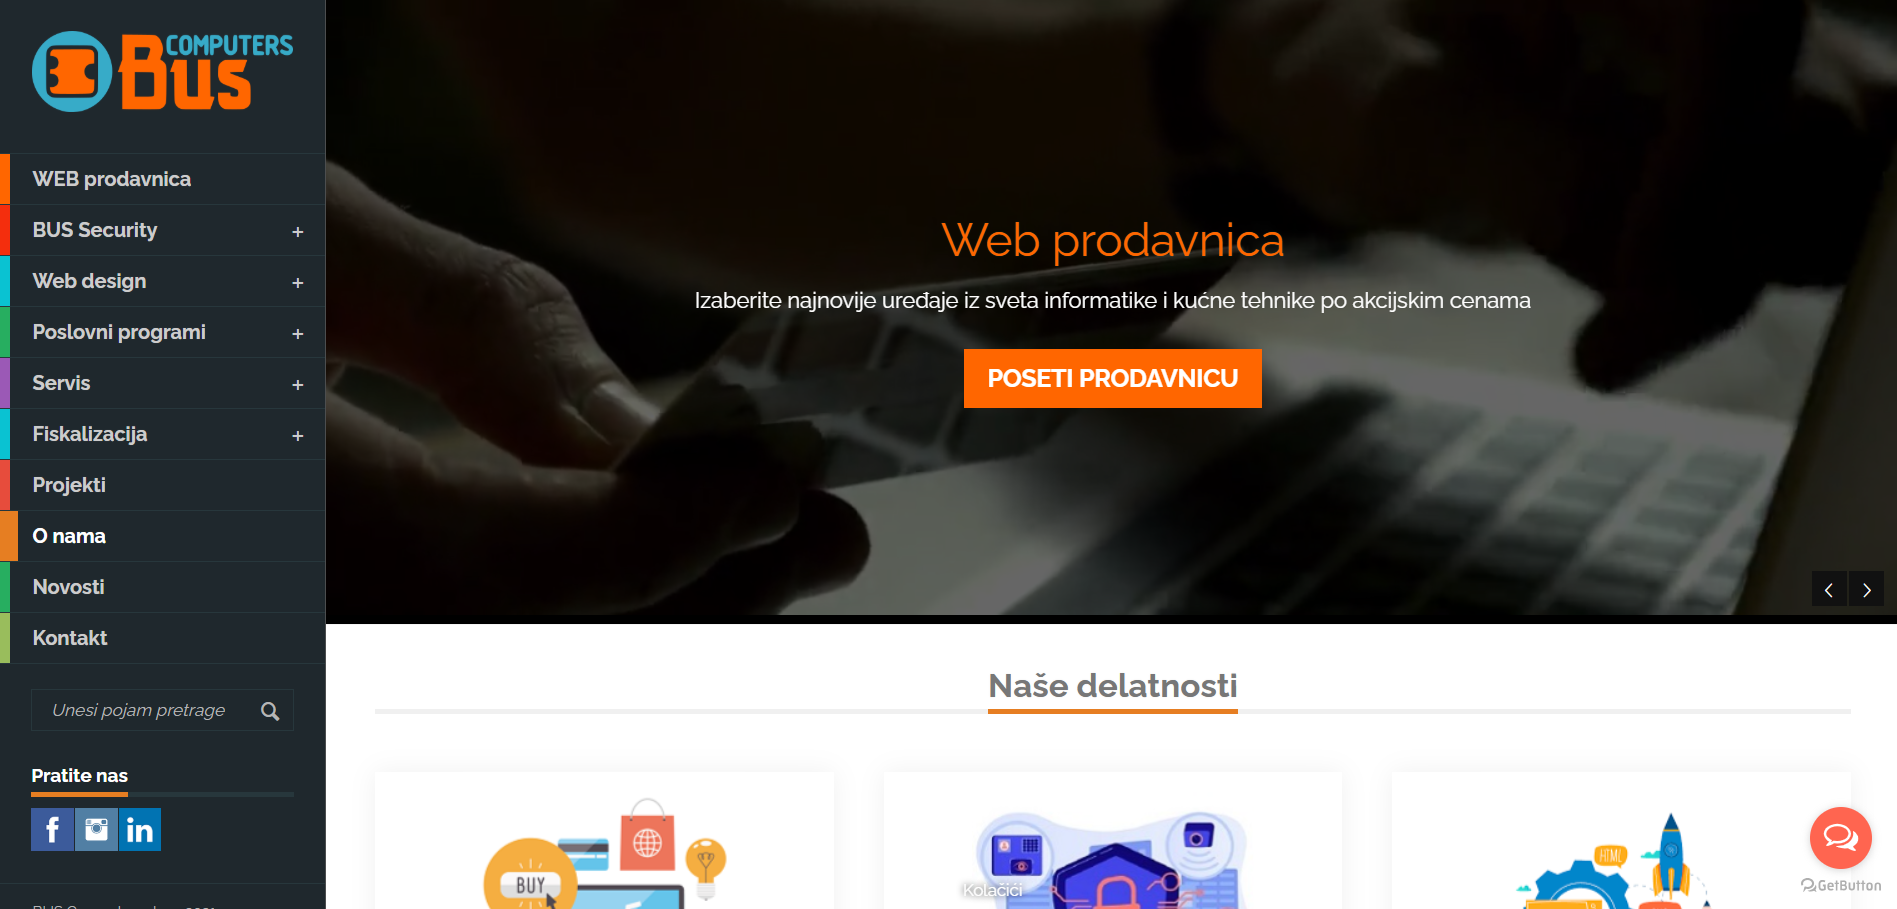 COMPUTERS
BUS
WEB prodavnica
BUS Security +
Web design +
Poslovni programi +
Servis +
Fiskalizacija +
Projekti
O nama
Novosti
Kontakt
Unesi pojam pretrage
Pratite nas
Web prodavnica
Izaberite najnovije uređaje iz sveta informatike i kućne tehnike po akcijskim cenama
POSETI PRODAVNICU
Naše delatnosti
BUY
HTML
Kolačići
GetButton